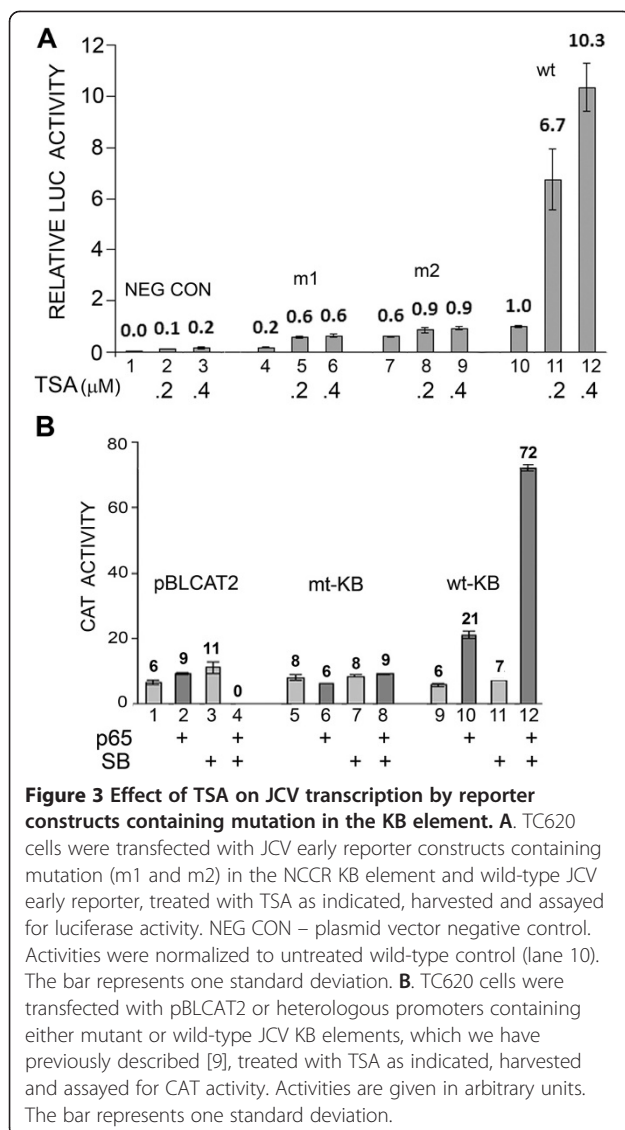 A
RELATIVE LUC ACTIVITY
12
10
8
6
4
2
0
NEG CON
m1
m2
wt
0.0 0.1 0.2 0.2 0.6 0.6 0.6 0.9 0.9 1.0 6.7 10.3
1 2 3 4 5 6 7 8 9 10 11 12
TSA (μM) .2 .4 .2 .4 .2 .4 .2 .4
B
CAT ACTIVITY
80
60
40
20
0
pBLCAT2
mt-KB
wt-KB
6 9 11 0 8 6 8 9 6 21 7 72
1 2 3 4 5 6 7 8 9 10 11 12
p65 + + + + + +
SB + + + + + +
Figure 3 Effect of TSA on JCV transcription by reporter
constructs containing mutation in the KB element. A. TC620
cells were transfected with JCV early reporter constructs containing
mutation (m1 and m2) in the NCCR KB element and wild-type JCV
early reporter, treated with TSA as indicated, harvested and assayed
for luciferase activity. NEG CON – plasmid vector negative control.
Activities were normalized to untreated wild-type control (lane 10).
The bar represents one standard deviation. B. TC620 cells were
transfected with pBLCAT2 or heterologous promoters containing
either mutant or wild-type JCV KB elements, which we have
previously described [9], treated with TSA as indicated, harvested
and assayed for CAT activity. Activities are given in arbitrary units.
The bar represents one standard deviation.